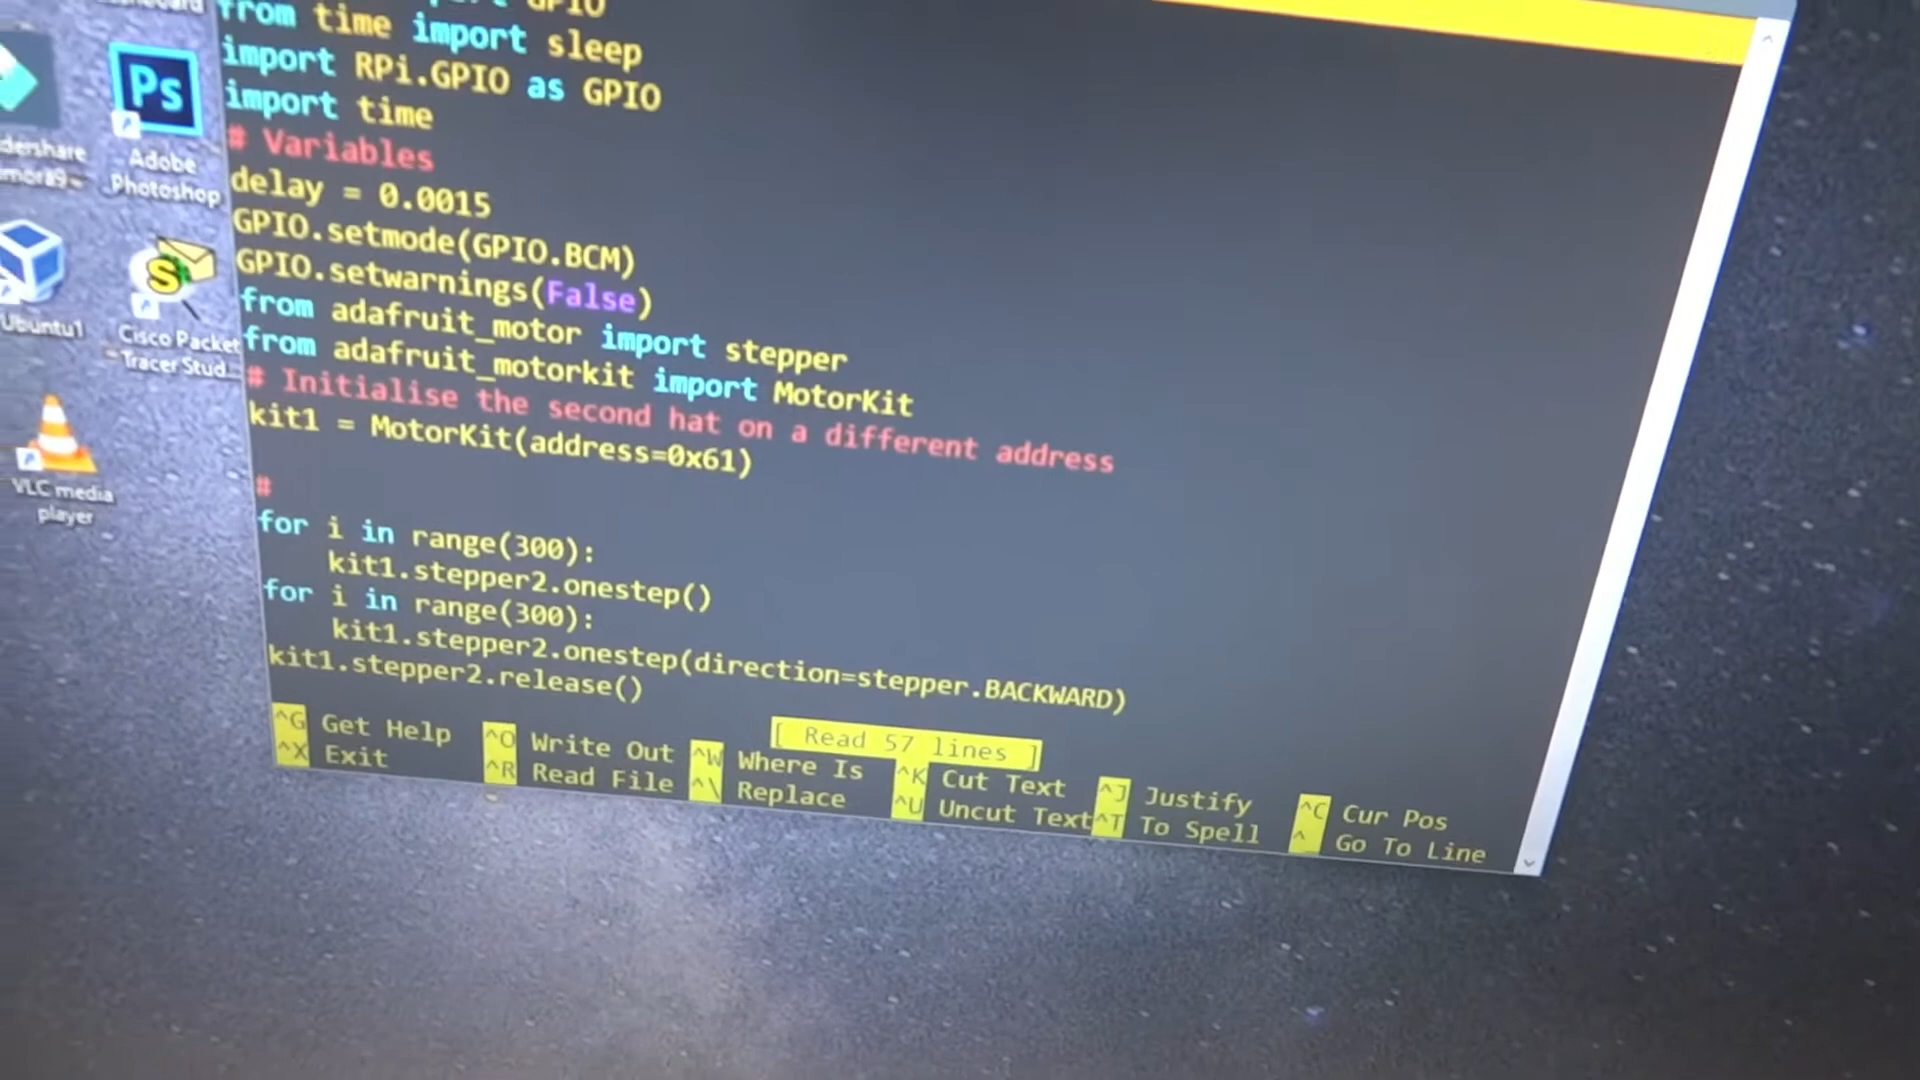 GPIO
from time import sleep
import RPi.GPIO as GPIO
import time
# Variables
delay = 0.0015
GPIO.setmode(GPIO.BCM)
GPIO.setwarnings(False)
from adafruit_motor import stepper
from adafruit_motorkit import MotorKit
# Initialise the second hat on a different address
kit1 = MotorKit(address=0x61)
#
for i in range(300):
    kit1.stepper2.onestep()
for i in range(300):
    kit1.stepper2.onestep(direction=stepper.BACKWARD)
kit1.stepper2.release()
[ Read 57 lines ]
^G Get Help ^O Write Out ^W Where Is ^K Cut Text ^J Justify ^C Cur Pos
^X Exit ^R Read File ^\ Replace ^U Uncut Text ^T To Spell ^_ Go To Line
Ps
Adobe
Photoshop
dershare
mora9
Ubuntu1
S
Cisco Packet
Tracer Stud...
VLC media
player